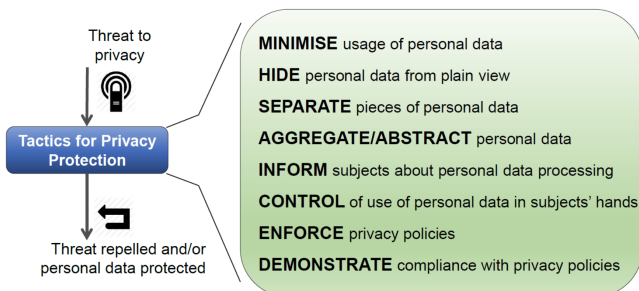 Threat to
privacy
Tactics for Privacy
Protection
Threat repelled and/or
personal data protected
MINIMISE usage of personal data
HIDE personal data from plain view
SEPARATE pieces of personal data
AGGREGATE/ABSTRACT personal data
INFORM subjects about personal data processing
CONTROL of use of personal data in subjects' hands
ENFORCE privacy policies
DEMONSTRATE compliance with privacy policies